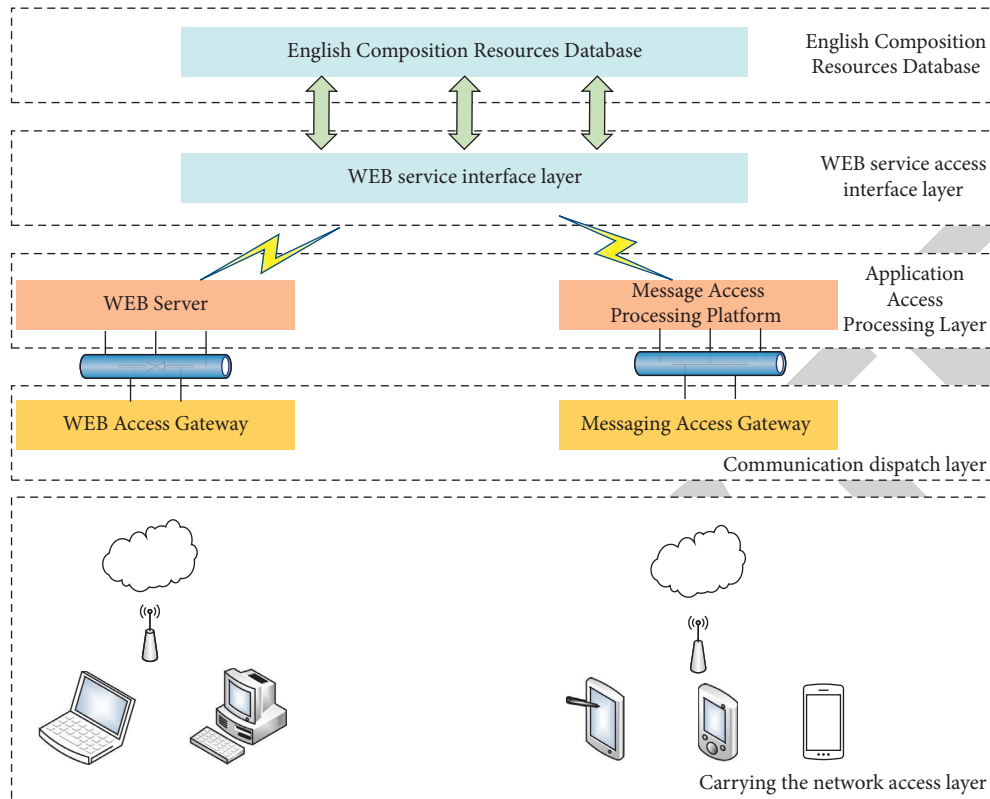 English Composition Resources Database
English Composition
Resources Database
WEB service interface layer
WEB service access
interface layer
WEB Server
Message Access
Processing Platform
Application
Access
Processing Layer
WEB Access Gateway
Messaging Access Gateway
Communication dispatch layer
Carrying the network access layer